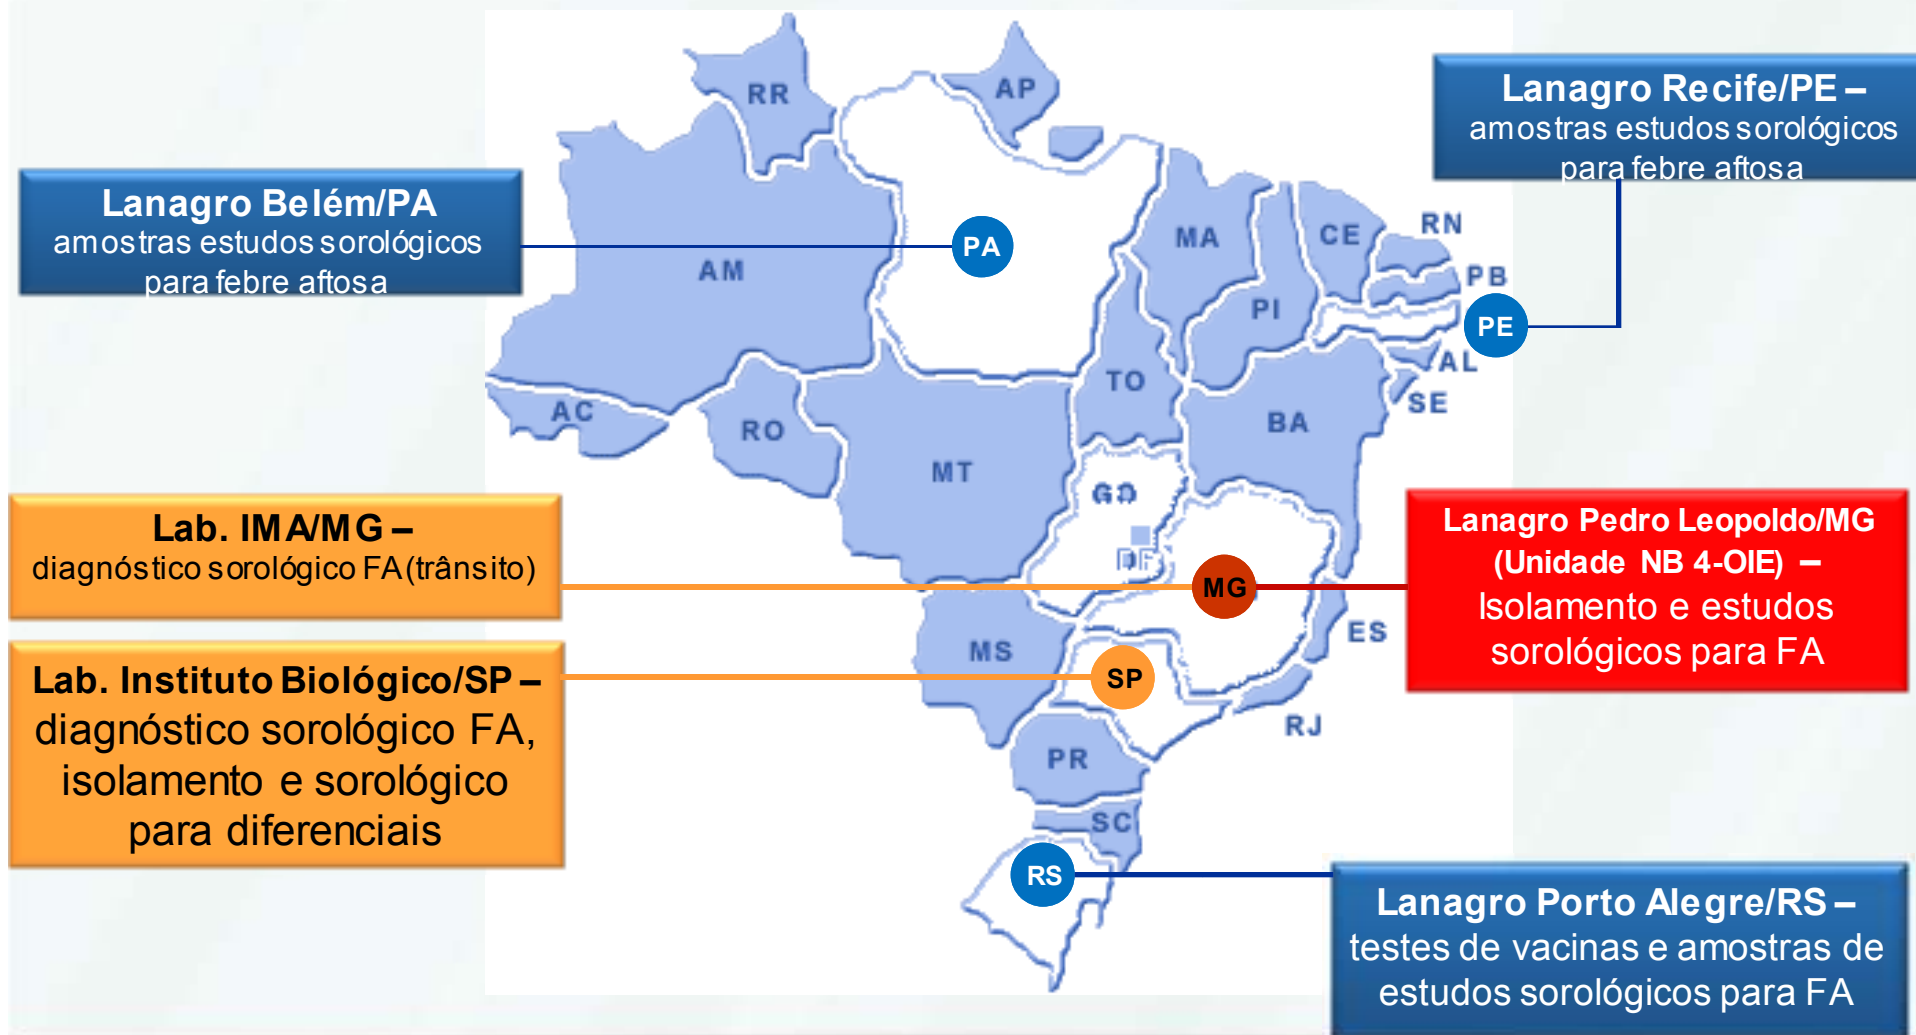 RR
AP
Lanagro Recife/PE –
amostras estudos sorológicos
para febre aftosa
Lanagro Belém/PA
amostras estudos sorológicos
para febre aftosa
PA
AM
MA
PI
CE
RN
PB
PE
AL
SE
TO
BA
AC
RO
MT
GO
DF
Lab. IMA/MG –
diagnóstico sorológico FA (trânsito)
MG
Lanagro Pedro Leopoldo/MG
(Unidade NB 4-OIE) –
Isolamento e estudos
sorológicos para FA
ES
MS
SP
RJ
Lab. Instituto Biológico/SP –
diagnóstico sorológico FA,
isolamento e sorológico
para diferenciais
PR
SC
RS
Lanagro Porto Alegre/RS –
testes de vacinas e amostras de
estudos sorológicos para FA